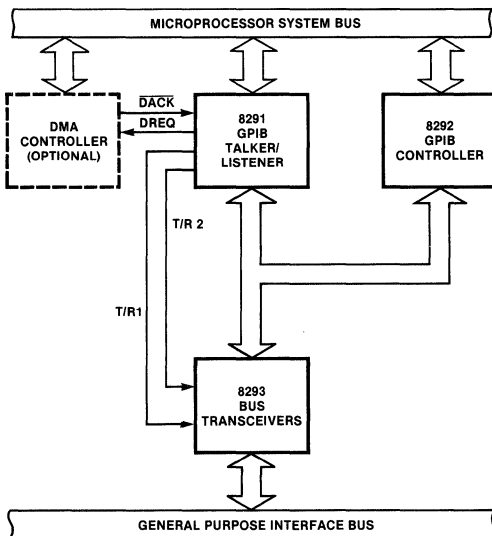 MICROPROCESSOR SYSTEM BUS
DMA
CONTROLLER
(OPTIONAL)
DACK
DREQ
8291
GPIB
TALKER/
LISTENER
8292
GPIB
CONTROLLER
T/R 2
T/R1
8293
BUS
TRANSCEIVERS
GENERAL PURPOSE INTERFACE BUS